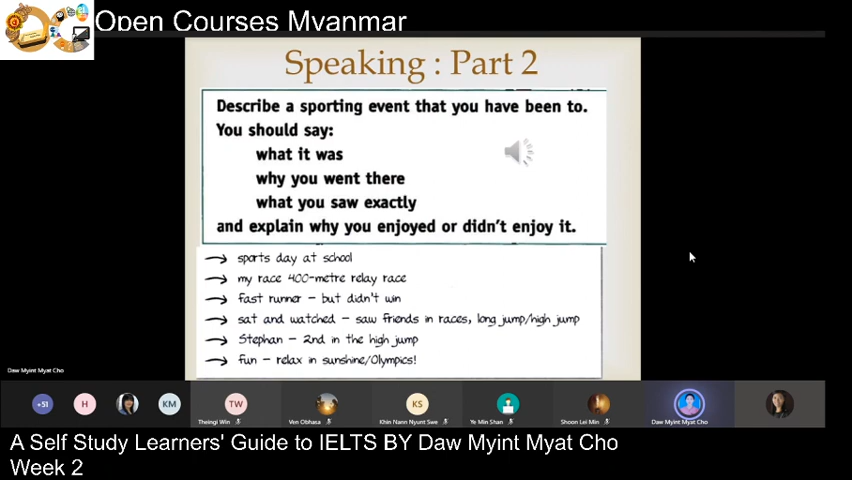 Open Courses Myanmar
Speaking : Part 2
Describe a sporting event that you have been to.
You should say:
what it was
why you went there
what you saw exactly
and explain why you enjoyed or didn't enjoy it.
→ sports day at school
→ my race 400-metre relay race
→ fast runner – but didn't win
→ sat and watched – saw friends in races, long jump/high jump
→ Stephan – 2nd in the high jump
→ fun – relax in sunshine/Olympics!
Daw Myint Myat Cho
+51
H
KM
TW
KS
Theingi Win
Ven Obhasa
Khin Nann Nyunt Swe
Ye Min Shan
Shoon Lei Min
Daw Myint Myat Cho
A Self Study Learners' Guide to IELTS BY Daw Myint Myat Cho
Week 2